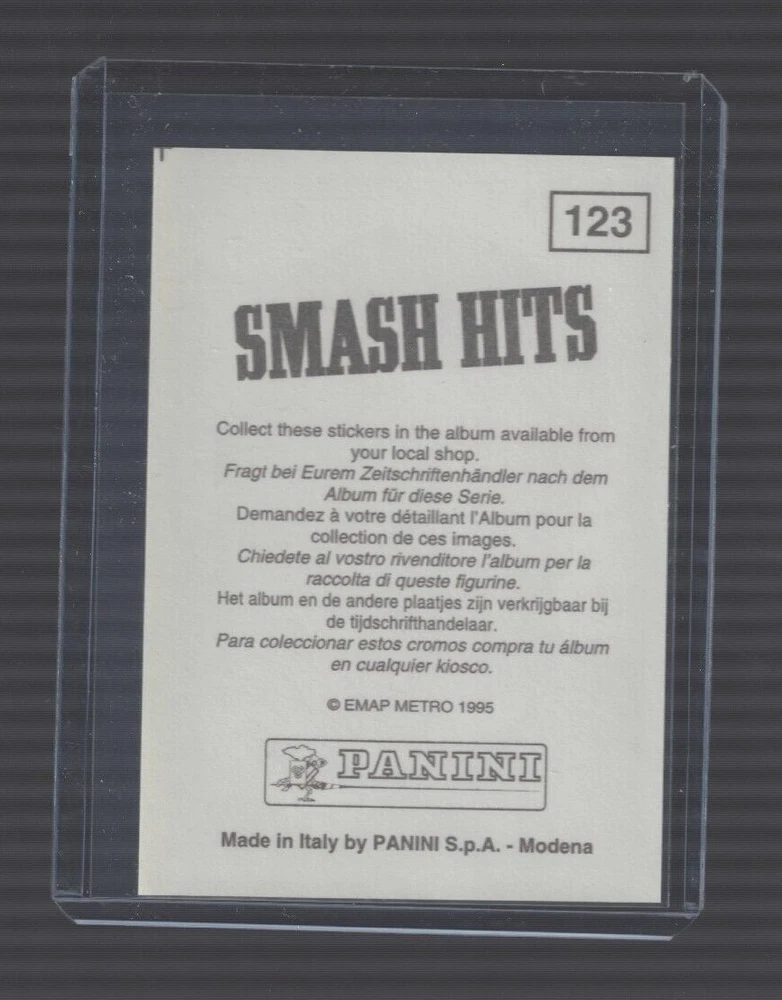 123
SMASH HITS
Collect these stickers in the album available from
your local shop.
Fragt bei Eurem Zeitschriftenhändler nach dem
Album für diese Serie.
Demandez à votre détaillant l'Album pour la
collection de ces images.
Chiedete al vostro rivenditore l'album per la
raccolta di queste figurine.
Het album en de andere plaatjes zijn verkrijgbaar bij
de tijdschrifthandelaar.
Para coleccionar estos cromos compra tu álbum
en cualquier kiosco.
© EMAP METRO 1995
PANINI
Made in Italy by PANINI S.p.A. - Modena